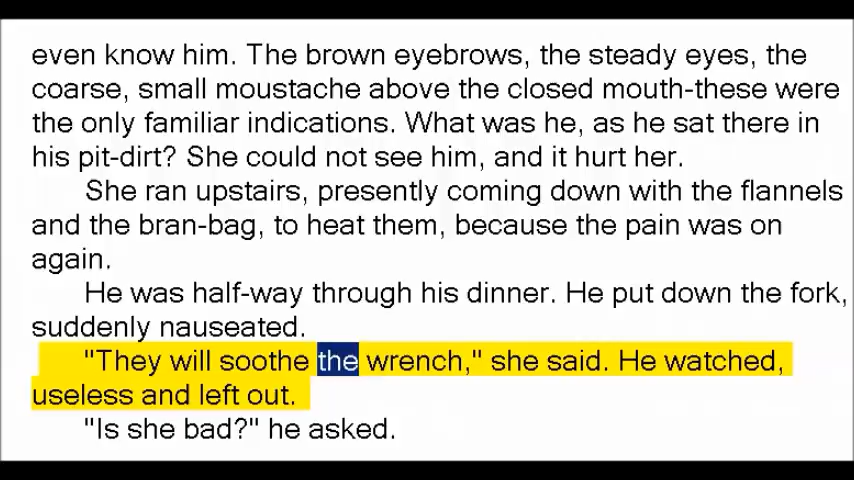 even know him. The brown eyebrows, the steady eyes, the
coarse, small moustache above the closed mouth-these were
the only familiar indications. What was he, as he sat there in
his pit-dirt? She could not see him, and it hurt her.
She ran upstairs, presently coming down with the flannels
and the bran-bag, to heat them, because the pain was on
again.
He was half-way through his dinner. He put down the fork,
suddenly nauseated.
"They will soothe the wrench," she said. He watched,
useless and left out.
"Is she bad?" he asked.